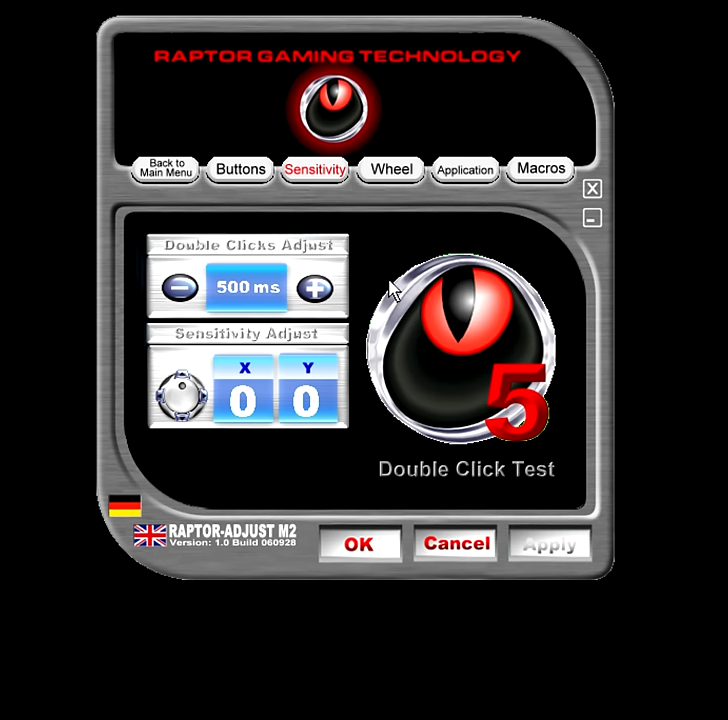 RAPTOR GAMING TECHNOLOGY
Back to
Main Menu
Buttons
Sensitivity
Wheel
Application
Macros
X
Double Clicks Adjust
500 ms
Sensitivity Adjust
X
Y
0
0
5
Double Click Test
RAPTOR-ADJUST M2
Version: 1.0 Build 060928
OK
Cancel
Apply